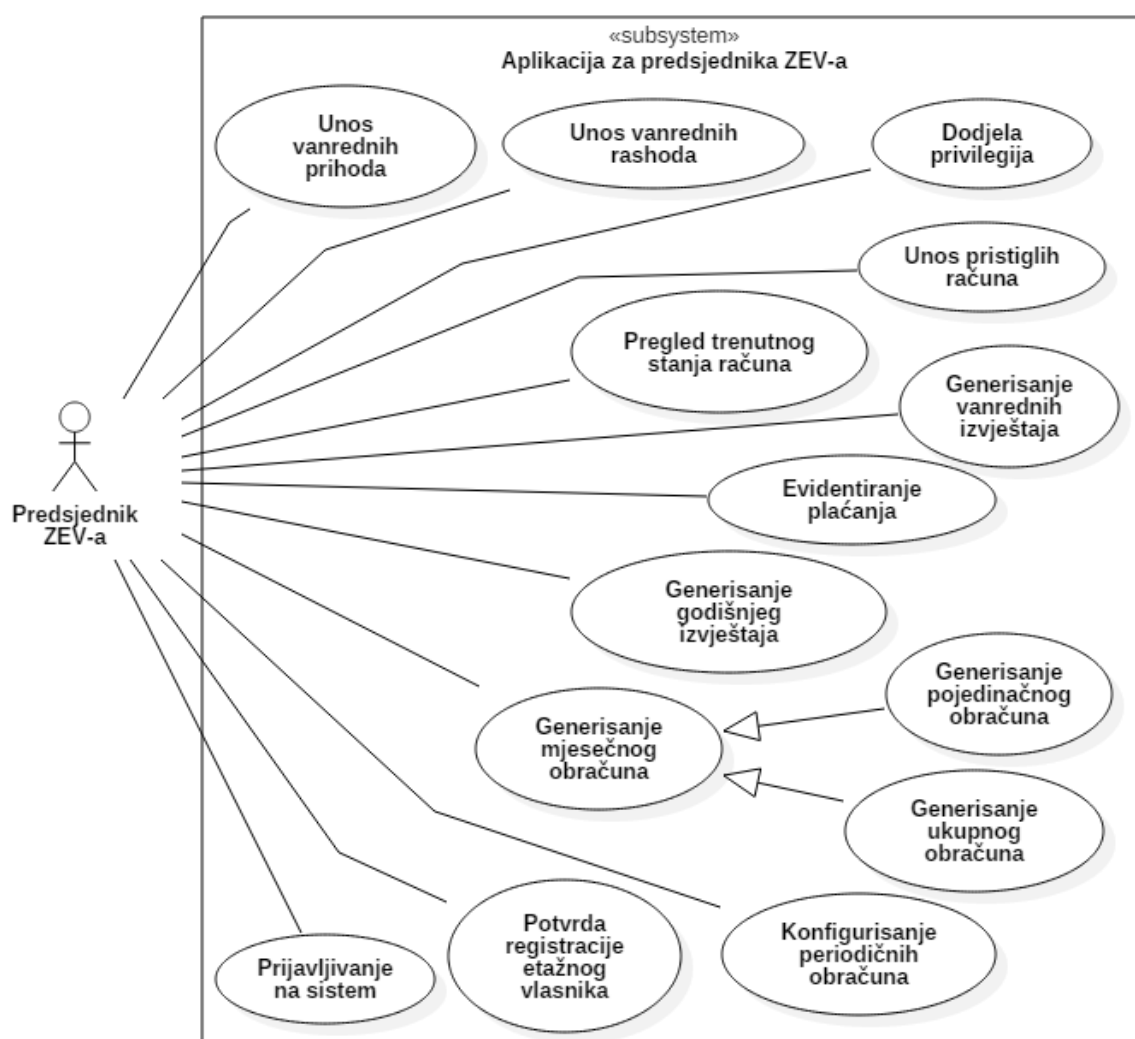 «subsystem»
Aplikacija za predsjednika ZEV-a
Unos
vanrednih
prihoda
Unos vanrednih
rashoda
Dodjela
privilegija
Unos pristiglih
računa
Pregled trenutnog
stanja računa
Generisanje
vanrednih
izvještaja
Predsjednik
ZEV-a
Evidentiranje
plaćanja
Generisanje
godišnjeg
izvještaja
Generisanje
pojedinačnog
obračuna
Generisanje
mjesečnog
obračuna
Generisanje
ukupnog
obračuna
Potvrda
registracije
etažnog
vlasnika
Konfigurisanje
periodičnih
obračuna
Prijavljivanje
na sistem